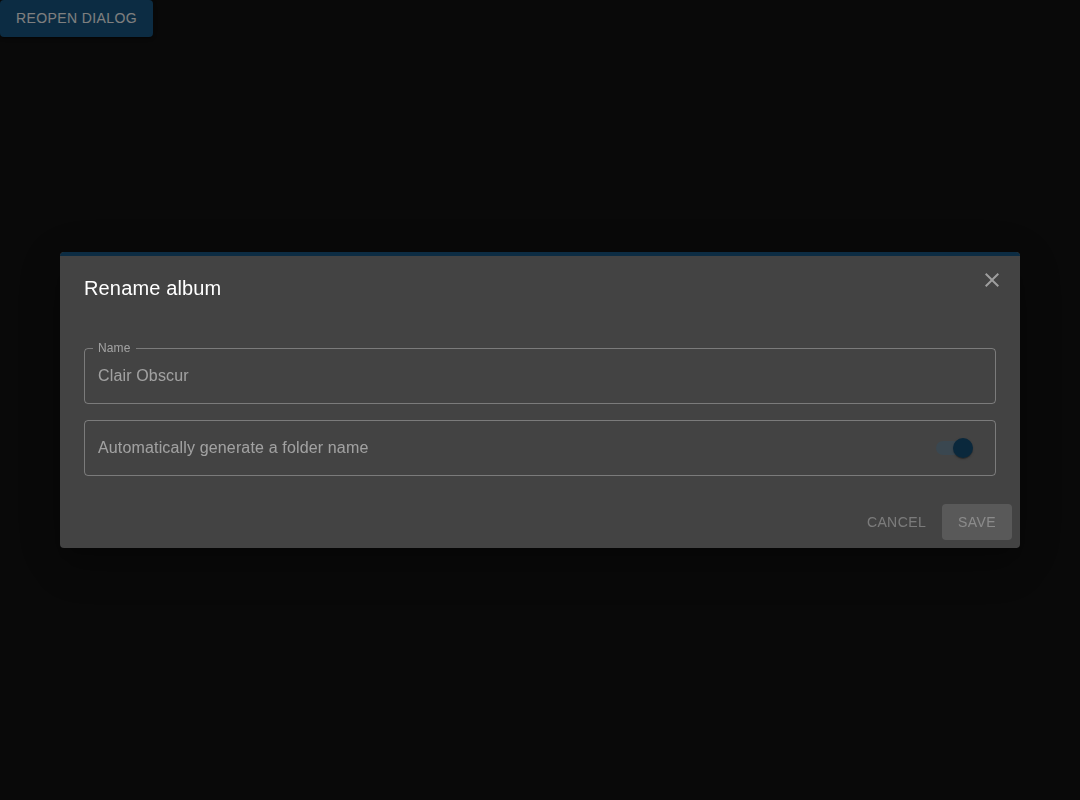 REOPEN DIALOG
Rename album
Name
Clair Obscur
Automatically generate a folder name
CANCEL
SAVE